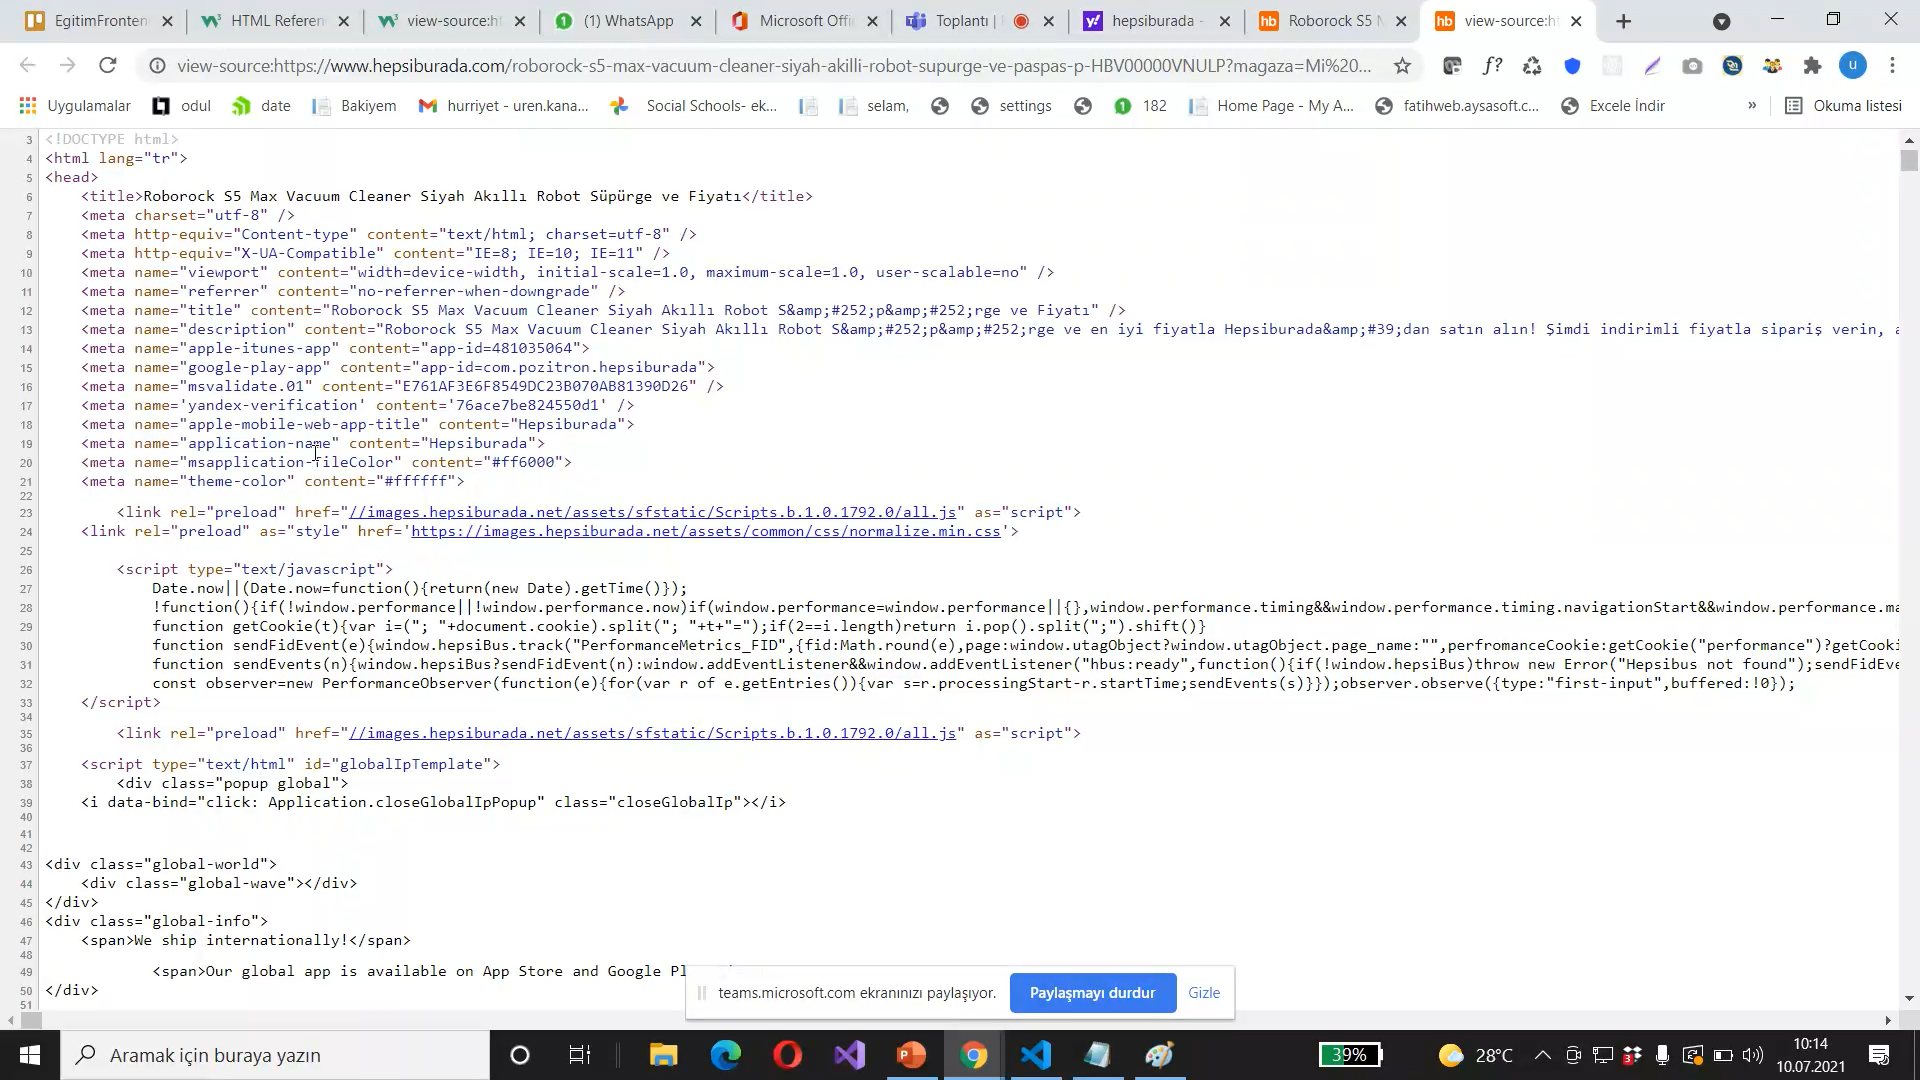 EgitimFronten
HTML Referen
view-source:ht
(1) WhatsApp
Microsoft Offi
Toplantı |
hepsiburada -
Roborock S5 M
view-source:ht
view-source:https://www.hepsiburada.com/roborock-s5-max-vacuum-cleaner-siyah-akilli-robot-supurge-ve-paspas-p-HBV00000VNULP?magaza=Mi%20...
Uygulamalar
odul
date
Bakiyem
hurriyet - uren.kana...
Social Schools- ek...
selam,
settings
182
Home Page - My A...
fatihweb.aysasoft.c...
Excele İndir
»
Okuma listesi
3 <!DOCTYPE html>
4 <html lang="tr">
5 <head>
6 <title>Roborock S5 Max Vacuum Cleaner Siyah Akıllı Robot Süpürge ve Fiyatı</title>
7 <meta charset="utf-8" />
8 <meta http-equiv="Content-type" content="text/html; charset=utf-8" />
9 <meta http-equiv="X-UA-Compatible" content="IE=8; IE=10; IE=11" />
10 <meta name="viewport" content="width=device-width, initial-scale=1.0, maximum-scale=1.0, user-scalable=no" />
11 <meta name="referrer" content="no-referrer-when-downgrade" />
12 <meta name="title" content="Roborock S5 Max Vacuum Cleaner Siyah Akıllı Robot S&amp;#252;p&amp;#252;rge ve Fiyatı" />
13 <meta name="description" content="Roborock S5 Max Vacuum Cleaner Siyah Akıllı Robot S&amp;#252;p&amp;#252;rge ve en iyi fiyatla Hepsiburada&amp;#39;dan satın alın! Şimdi indirimli fiyatla sipariş verin, a
14 <meta name="apple-itunes-app" content="app-id=481035064">
15 <meta name="google-play-app" content="app-id=com.pozitron.hepsiburada">
16 <meta name="msvalidate.01" content="E761AF3E6F8549DC23B070AB81390D26" />
17 <meta name='yandex-verification' content='76ace7be824550d1' />
18 <meta name="apple-mobile-web-app-title" content="Hepsiburada">
19 <meta name="application-name" content="Hepsiburada">
20 <meta name="msapplication-TileColor" content="#ff6000">
21 <meta name="theme-color" content="#ffffff">
22
23 <link rel="preload" href="//images.hepsiburada.net/assets/sfstatic/Scripts.b.1.0.1792.0/all.js" as="script">
24 <link rel="preload" as="style" href='https://images.hepsiburada.net/assets/common/css/normalize.min.css'>
25
26 <script type="text/javascript">
27 Date.now||(Date.now=function(){return(new Date).getTime()});
28 !function(){if(!window.performance||!window.performance.now)if(window.performance=window.performance||{},window.performance.timing&&window.performance.timing.navigationStart&&window.performance.ma
29 function getCookie(t){var i=("; "+document.cookie).split("; "+t+"=");if(2==i.length)return i.pop().split(";").shift()}
30 function sendFidEvent(e){window.hepsiBus.track("PerformanceMetrics_FID",{fid:Math.round(e),page:window.utagObject?window.utagObject.page_name:"",perfromanceCookie:getCookie("performance")?getCooki
31 function sendEvents(n){window.hepsiBus?sendFidEvent(n):window.addEventListener&&window.addEventListener("hbus:ready",function(){if(!window.hepsiBus)throw new Error("Hepsibus not found");sendFidEve
32 const observer=new PerformanceObserver(function(e){for(var r of e.getEntries()){var s=r.processingStart-r.startTime;sendEvents(s)}});observer.observe({type:"first-input",buffered:!0});
33 </script>
34
35 <link rel="preload" href="//images.hepsiburada.net/assets/sfstatic/Scripts.b.1.0.1792.0/all.js" as="script">
36
37 <script type="text/html" id="globalIpTemplate">
38 <div class="popup global">
39 <i data-bind="click: Application.closeGlobalIpPopup" class="closeGlobalIp"></i>
40
41
42
43 <div class="global-world">
44 <div class="global-wave"></div>
45 </div>
46 <div class="global-info">
47 <span>We ship internationally!</span>
48
49 <span>Our global app is available on App Store and Google Pl
50 </div>
51
teams.microsoft.com ekranınızı paylaşıyor.
Paylaşmayı durdur
Gizle
Aramak için buraya yazın
39%
28°C
10:14
10.07.2021